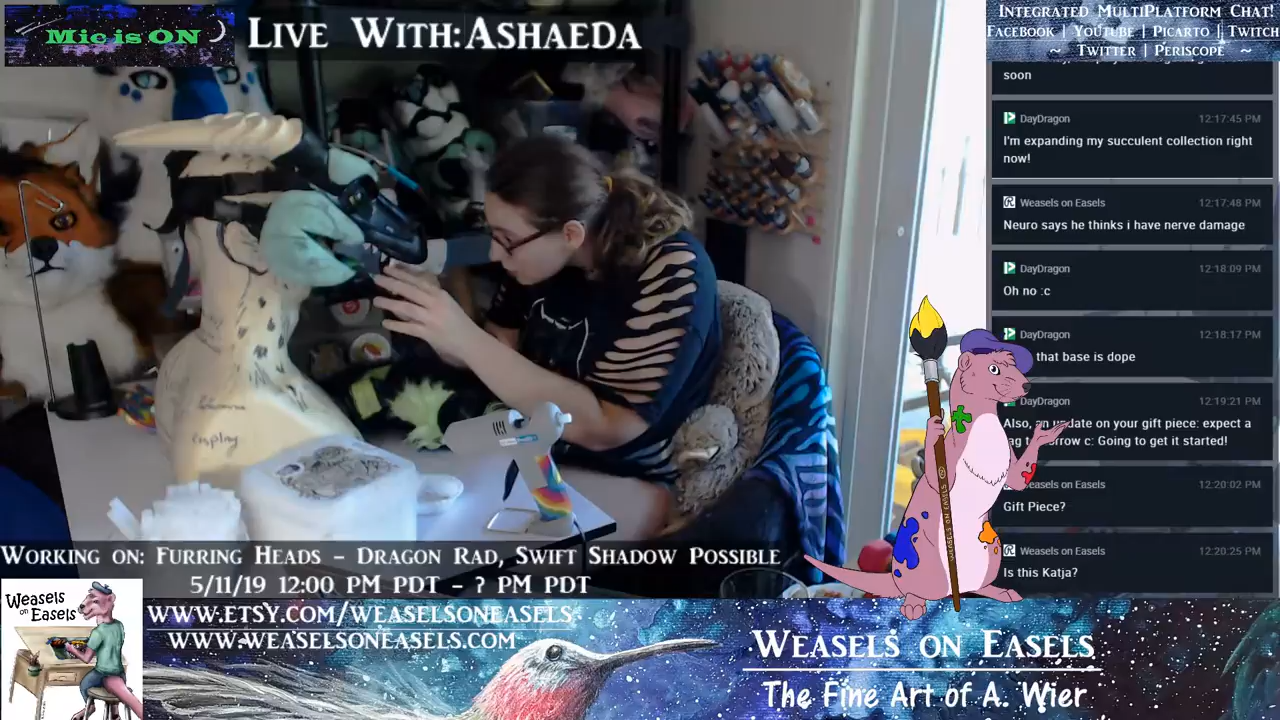 Mic is ON
Live With: Ashaeda
Integrated MultiPlatform Chat!
Facebook | YouTube | Picarto | Twitch
~ Twitter | Periscope ~
soon
DayDragon 12:17:45 PM
I'm expanding my succulent collection right
now!
Weasels on Easels 12:17:48 PM
Neuro says he thinks i have nerve damage
DayDragon 12:18:09 PM
Oh no :c
DayDragon 12:18:17 PM
that base is dope
DayDragon 12:19:21 PM
Also, an update on your gift piece: expect a
c: Going to get it started!
Easels on Easels 12:20:02 PM
Gift Piece?
Weasels on Easels 12:20:25 PM
Is this Katja?
Cosplay
WEASELS ON EASELS
Working on: Furring Heads - Dragon Rad, Swift Shadow Possible
5/11/19 12:00 PM PDT - ? PM PDT
Weasels
on Easels
www.etsy.com/weaselsoneasels
www.weaselsoneasels.com
Weasels on Easels
The Fine Art of A. Wier